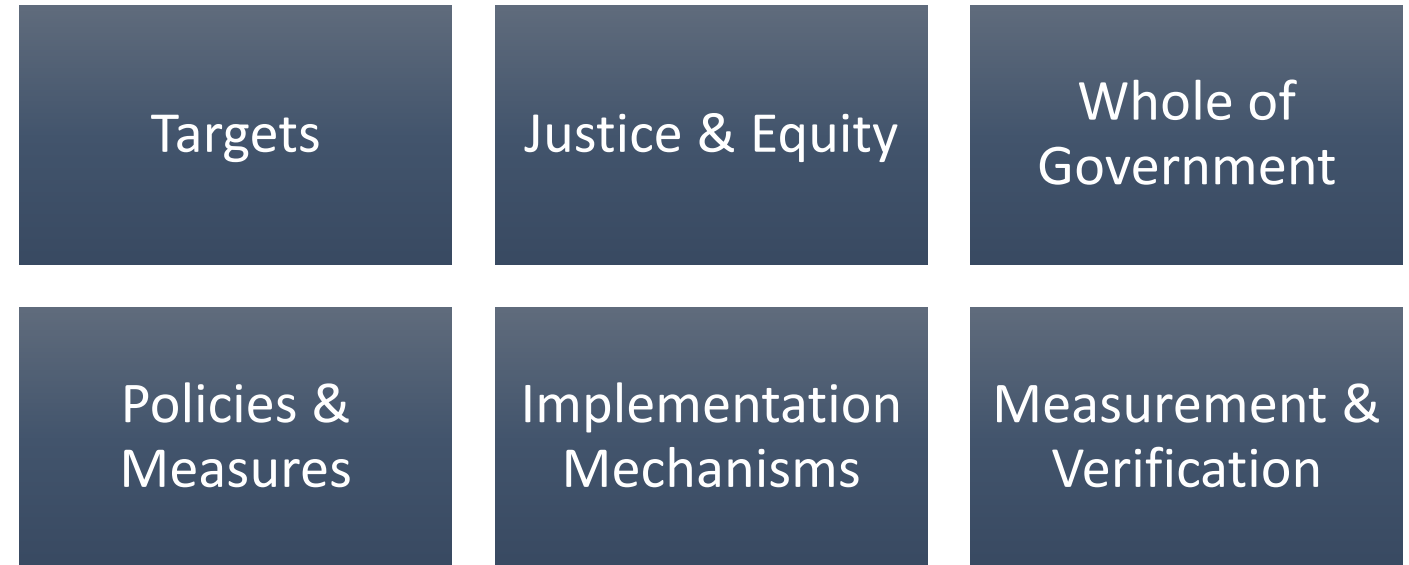 Targets
Justice & Equity
Whole of
Government
Policies &
Measures
Implementation
Mechanisms
Measurement &
Verification